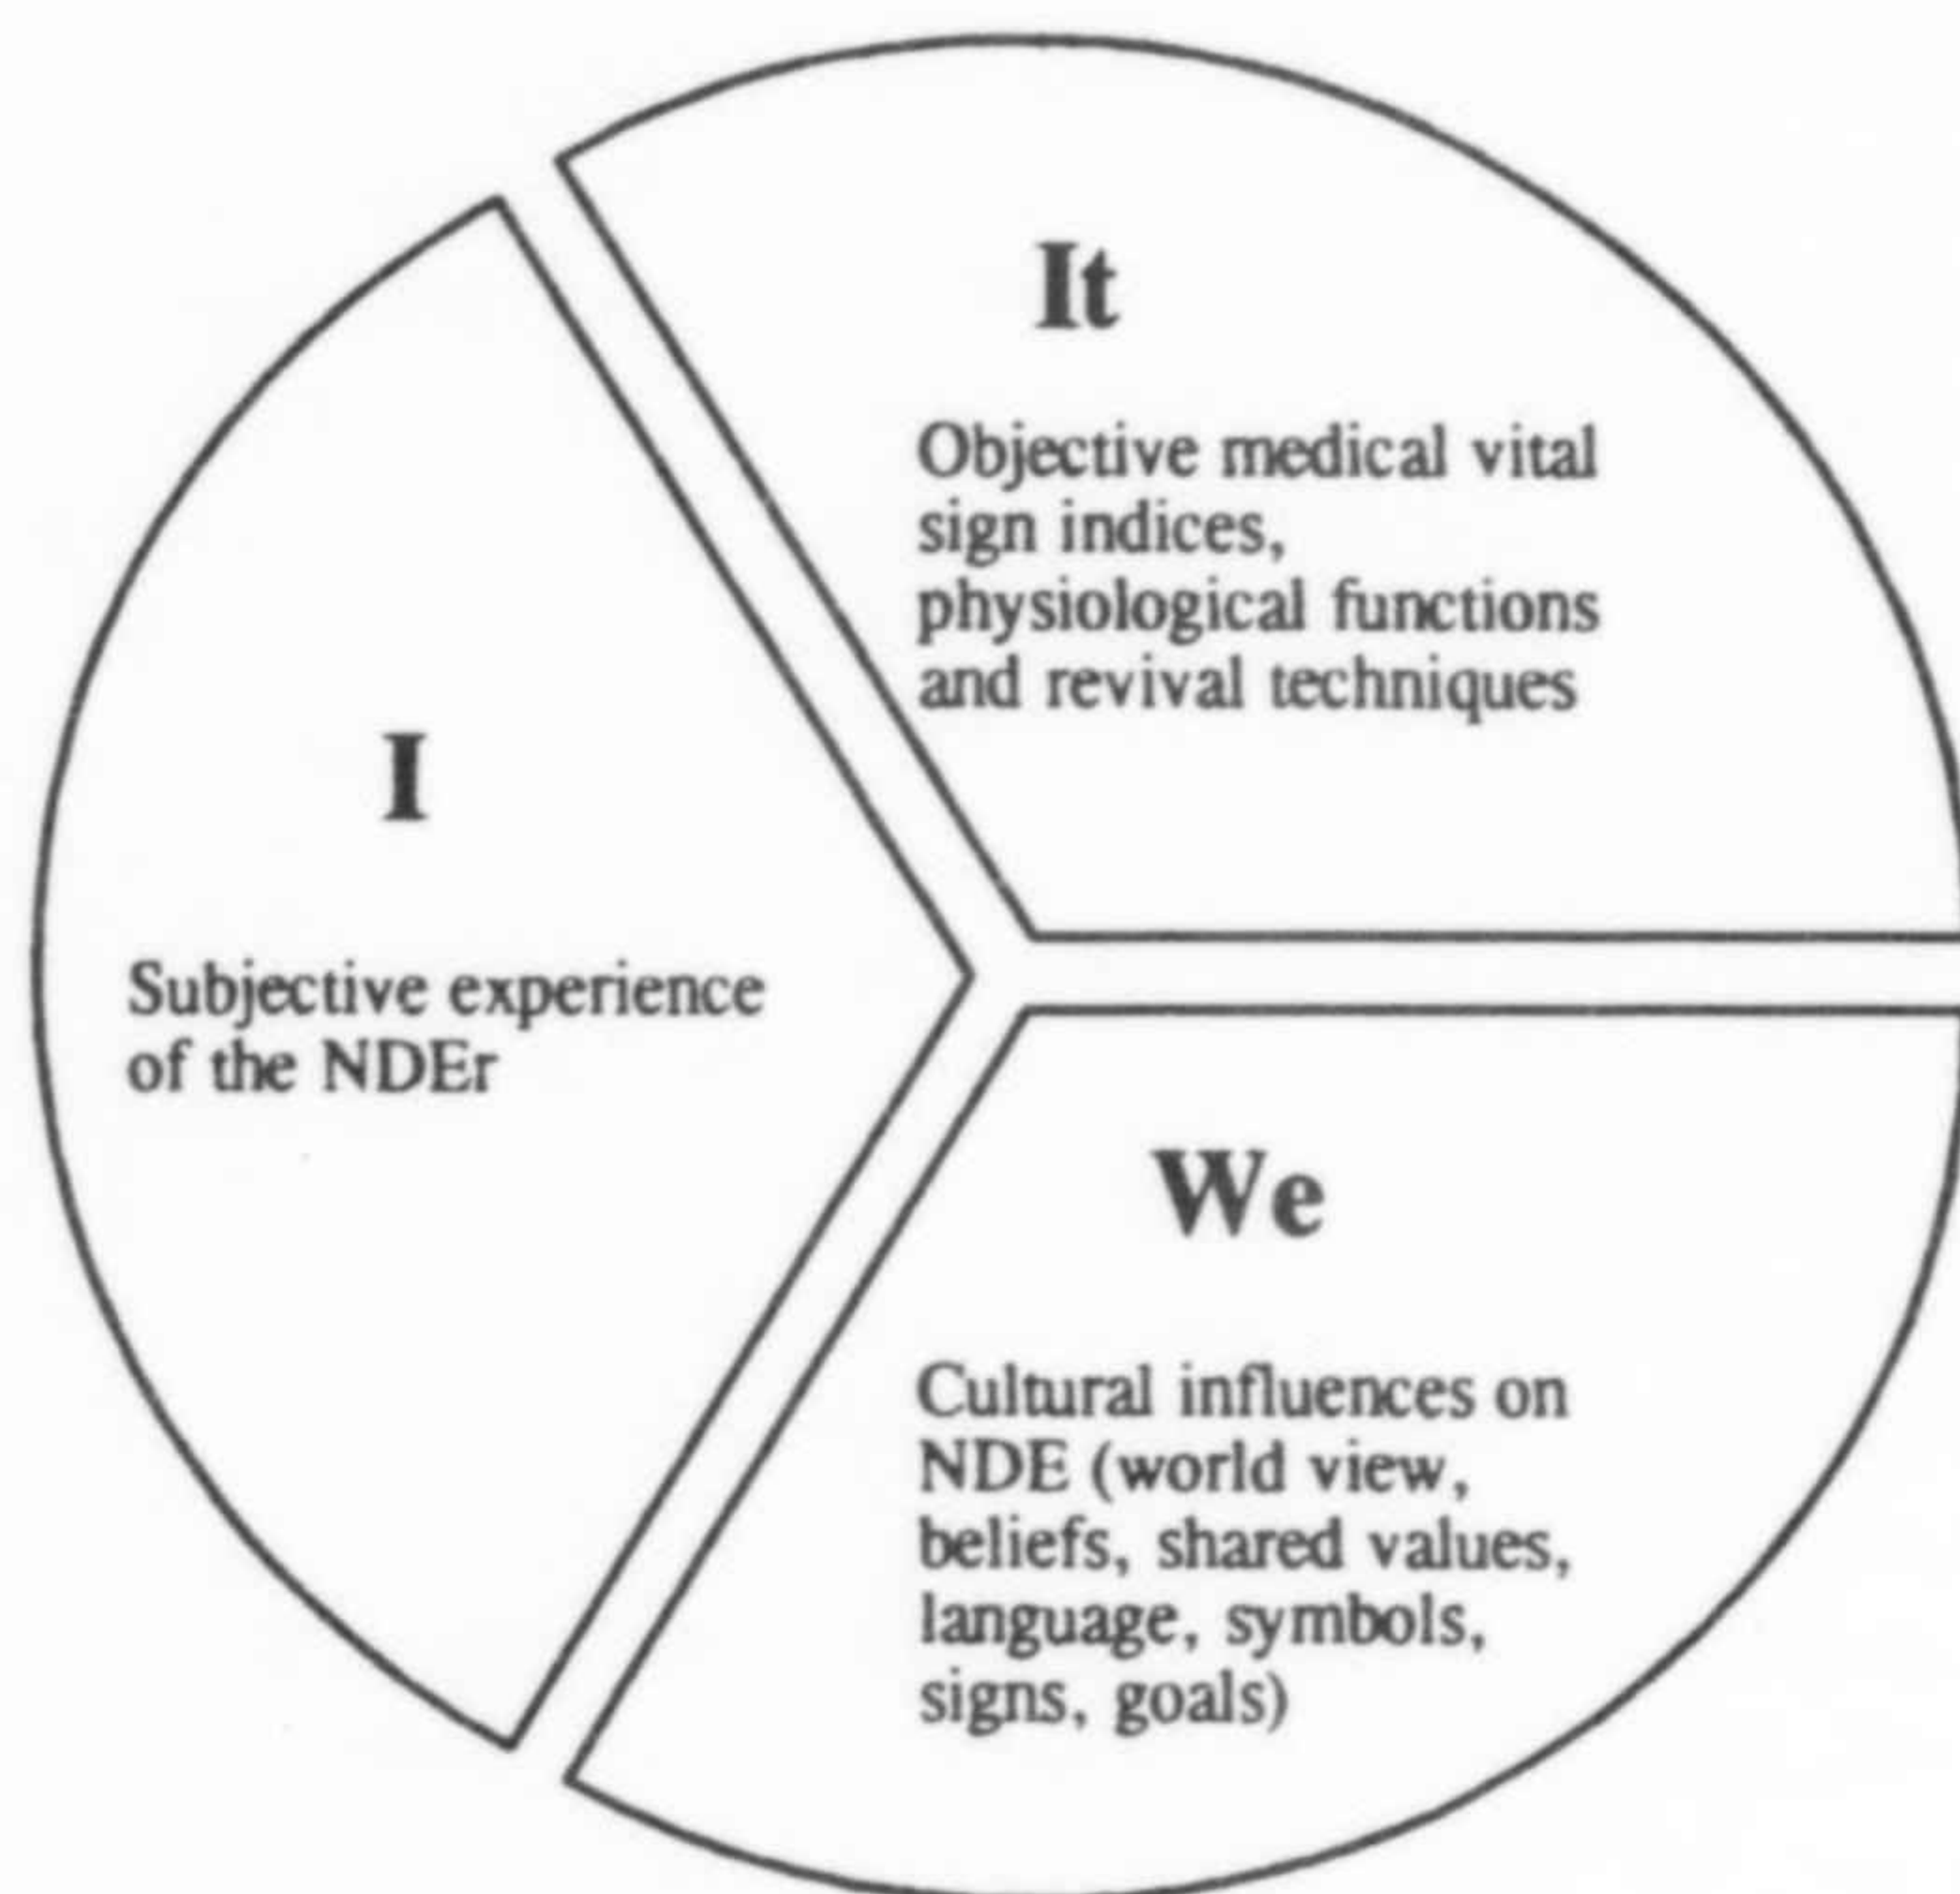 It
Objective medical vital
sign indices,
physiological functions
and revival techniques
I
Subjective experience
of the NDEr
We
Cultural influences on
NDE (world view,
beliefs, shared values,
language, symbols,
signs, goals)